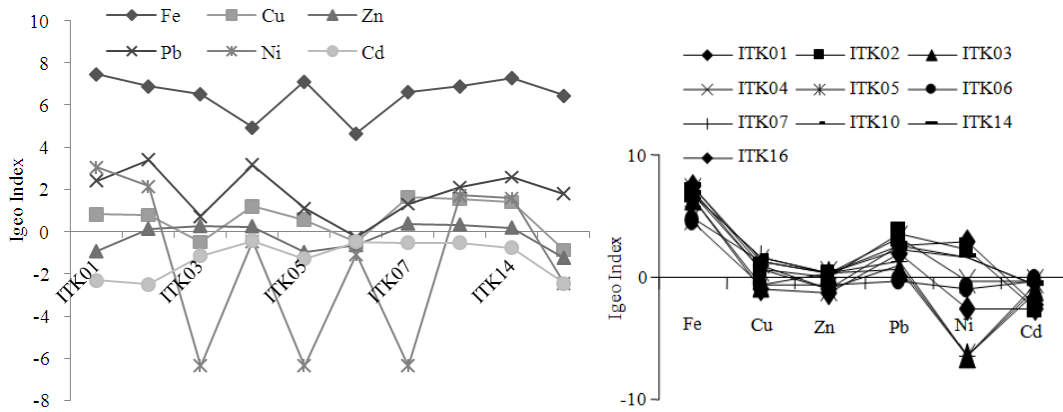 Fe Cu Zn
Pb Ni Cd
Igeo Index
10
8
6
4
2
0
-2
-4
-6
-8
ITK01
ITK03
ITK05
ITK07
ITK14
ITK01 ITK02 ITK03
ITK04 ITK05 ITK06
ITK07 ITK10 ITK14
ITK16
Igeo Index
10
0
-10
Fe Cu Zn Pb Ni Cd